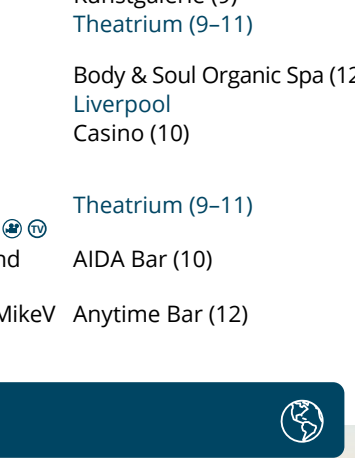 Theatrium (9–11)
Body & Soul Organic Spa (12
Liverpool
Casino (10)
Theatrium (9–11)
TV
nd AIDA Bar (10)
MikeV Anytime Bar (12)